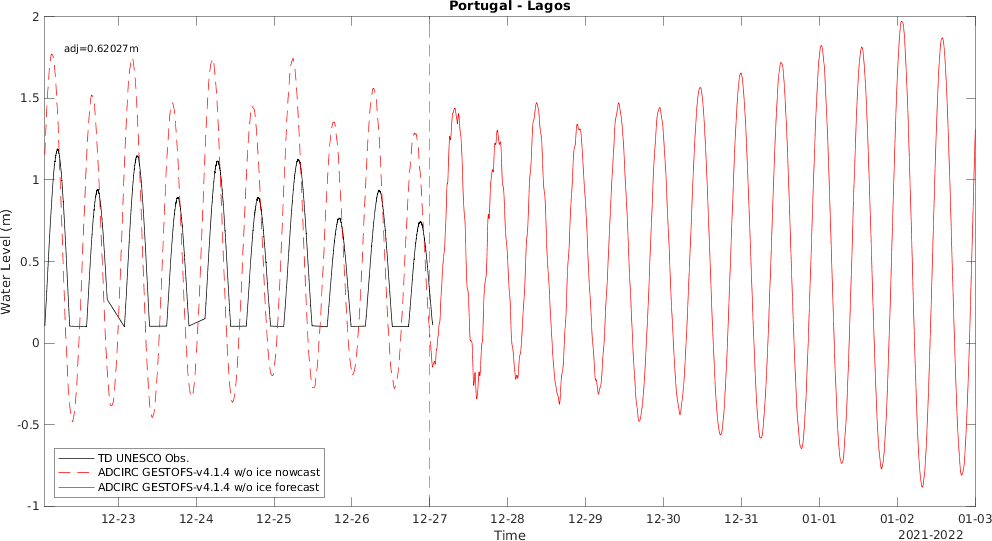 Portugal - Lagos
adj=0.62027m
2
1.5
1
0.5
0
-0.5
-1
Water Level (m)
TD UNESCO Obs.
ADCIRC GESTOFS-v4.1.4 w/o ice nowcast
ADCIRC GESTOFS-v4.1.4 w/o ice forecast
12-23 12-24 12-25 12-26 12-27 12-28 12-29 12-30 12-31 01-01 01-02 01-03
Time
2021-2022